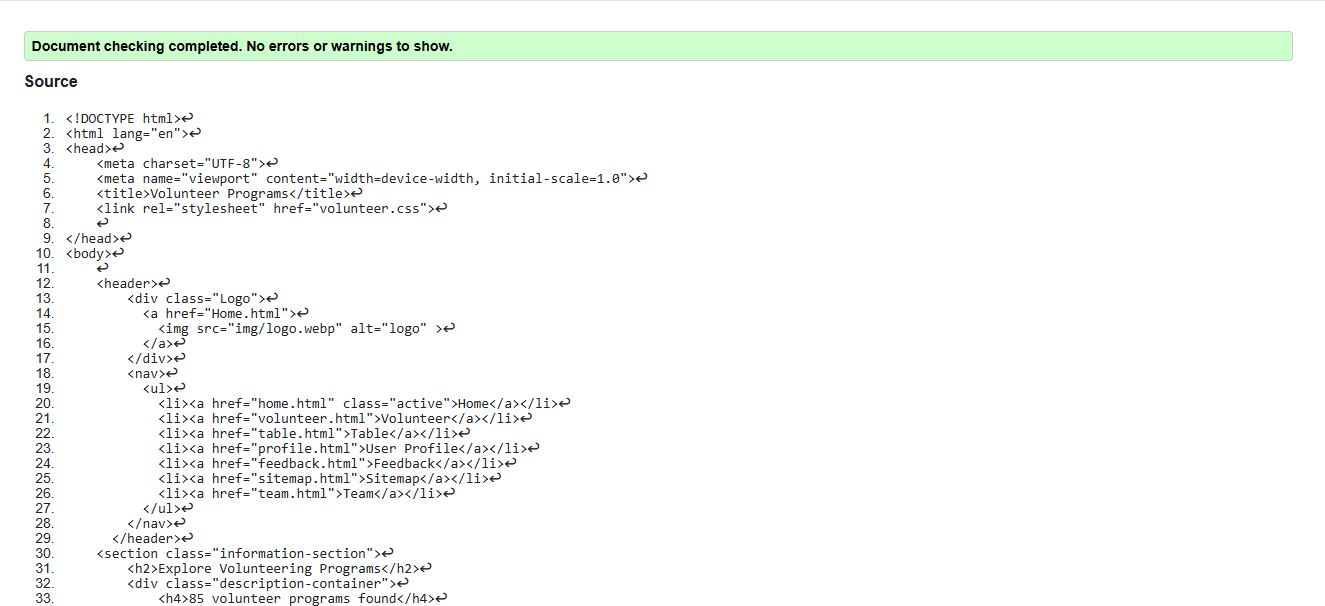 Document checking completed. No errors or warnings to show.
Source
1. <!DOCTYPE html>↩
2. <html lang="en">↩
3. <head>↩
4.     <meta charset="UTF-8">↩
5.     <meta name="viewport" content="width=device-width, initial-scale=1.0">↩
6.     <title>Volunteer Programs</title>↩
7.     <link rel="stylesheet" href="volunteer.css">↩
8.     ↩
9. </head>↩
10. <body>↩
11.     ↩
12.     <header>↩
13.         <div class="Logo">↩
14.           <a href="Home.html">↩
15.             <img src="img/logo.webp" alt="logo" >↩
16.           </a>↩
17.         </div>↩
18.         <nav>↩
19.           <ul>↩
20.             <li><a href="home.html" class="active">Home</a></li>↩
21.             <li><a href="volunteer.html">Volunteer</a></li>↩
22.             <li><a href="table.html">Table</a></li>↩
23.             <li><a href="profile.html">User Profile</a></li>↩
24.             <li><a href="feedback.html">Feedback</a></li>↩
25.             <li><a href="sitemap.html">Sitemap</a></li>↩
26.             <li><a href="team.html">Team</a></li>↩
27.           </ul>↩
28.         </nav>↩
29.       </header>↩
30.     <section class="information-section">↩
31.         <h2>Explore Volunteering Programs</h2>↩
32.         <div class="description-container">↩
33.             <h4>85 volunteer programs found</h4>↩